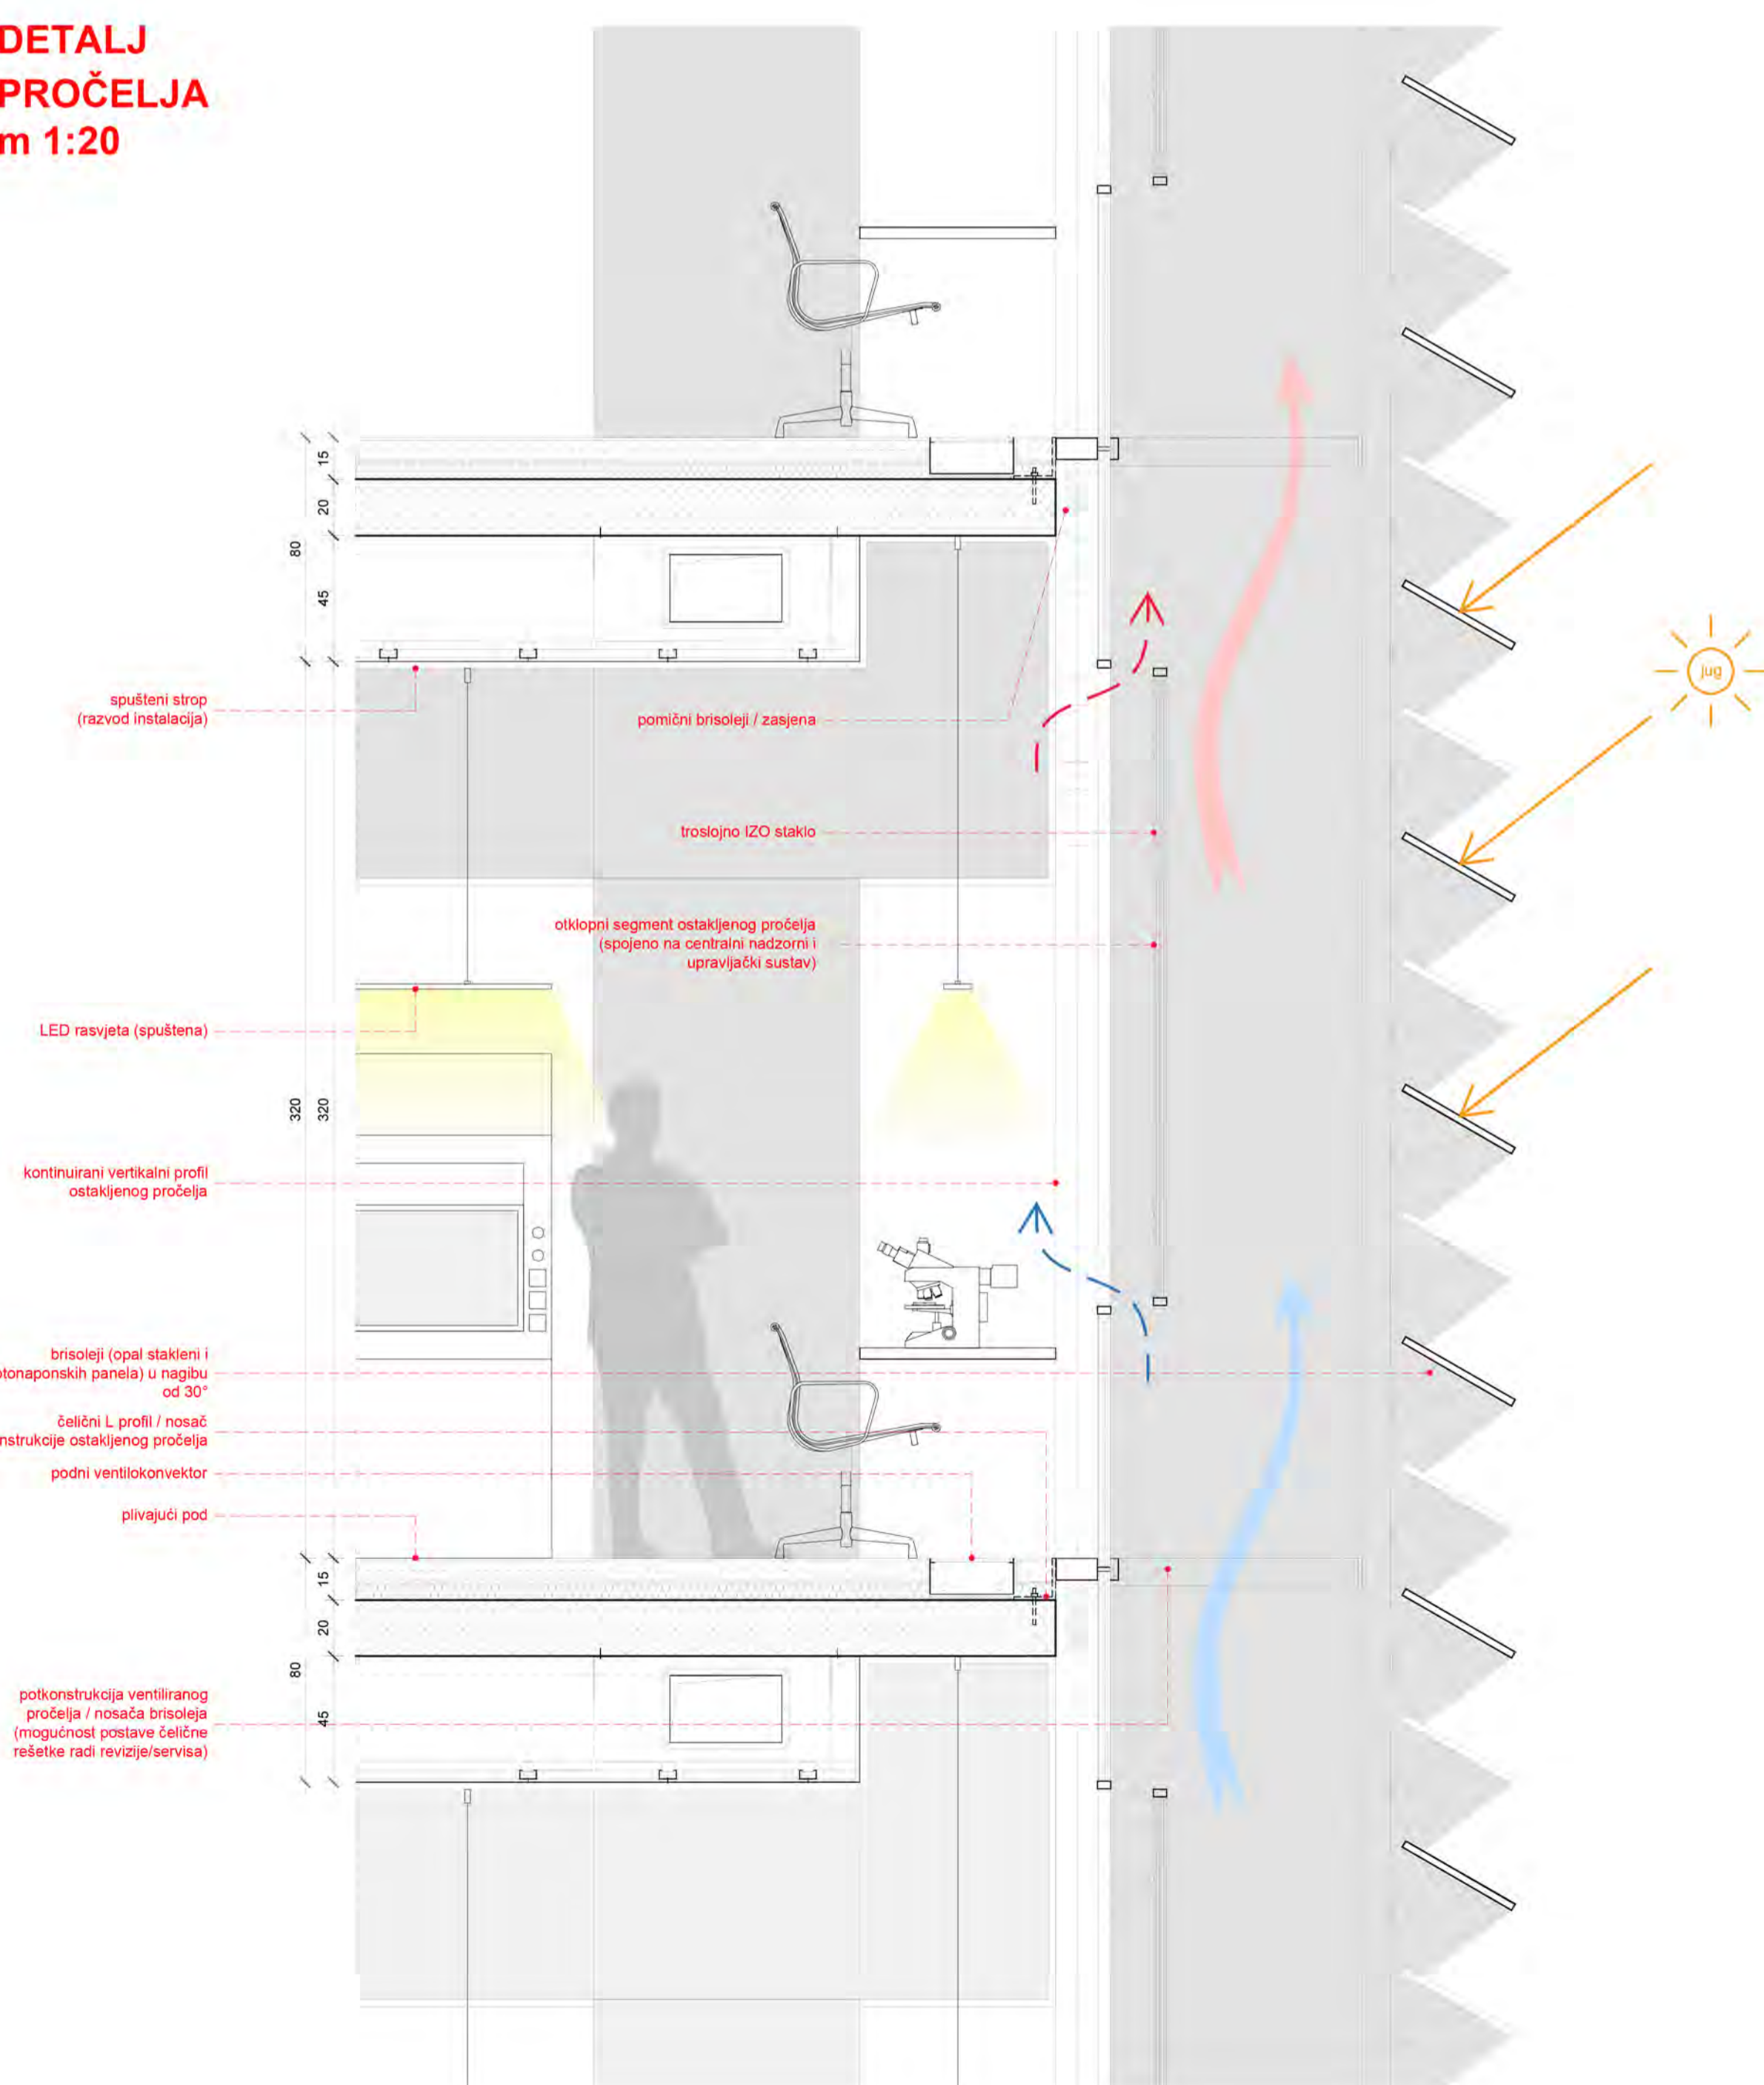 DETALJ
PROČELJA
m 1:20
15
20
80
45
spušteni strop
(razvod instalacija)
pomični brisoleji / zasjena
jug
troslojno IZO staklo
otklopni segment ostakljenog pročelja
(spojeno na centralni nadzorni i
upravljački sustav)
LED rasvjeta (spuštena)
320
320
kontinuirani vertikalni profil
ostakljenog pročelja
brisoleji (opal stakleni i
otonaponskih panela) u nagibu
od 30°
čelični L profil / nosač
nstrukcije ostakljenog pročelja
podni ventilokonvektor
plivajući pod
15
20
80
45
potkonstrukcija ventiliranog
pročelja / nosača brisoleja
(mogućnost postave čelične
rešetke radi revizije/servisa)